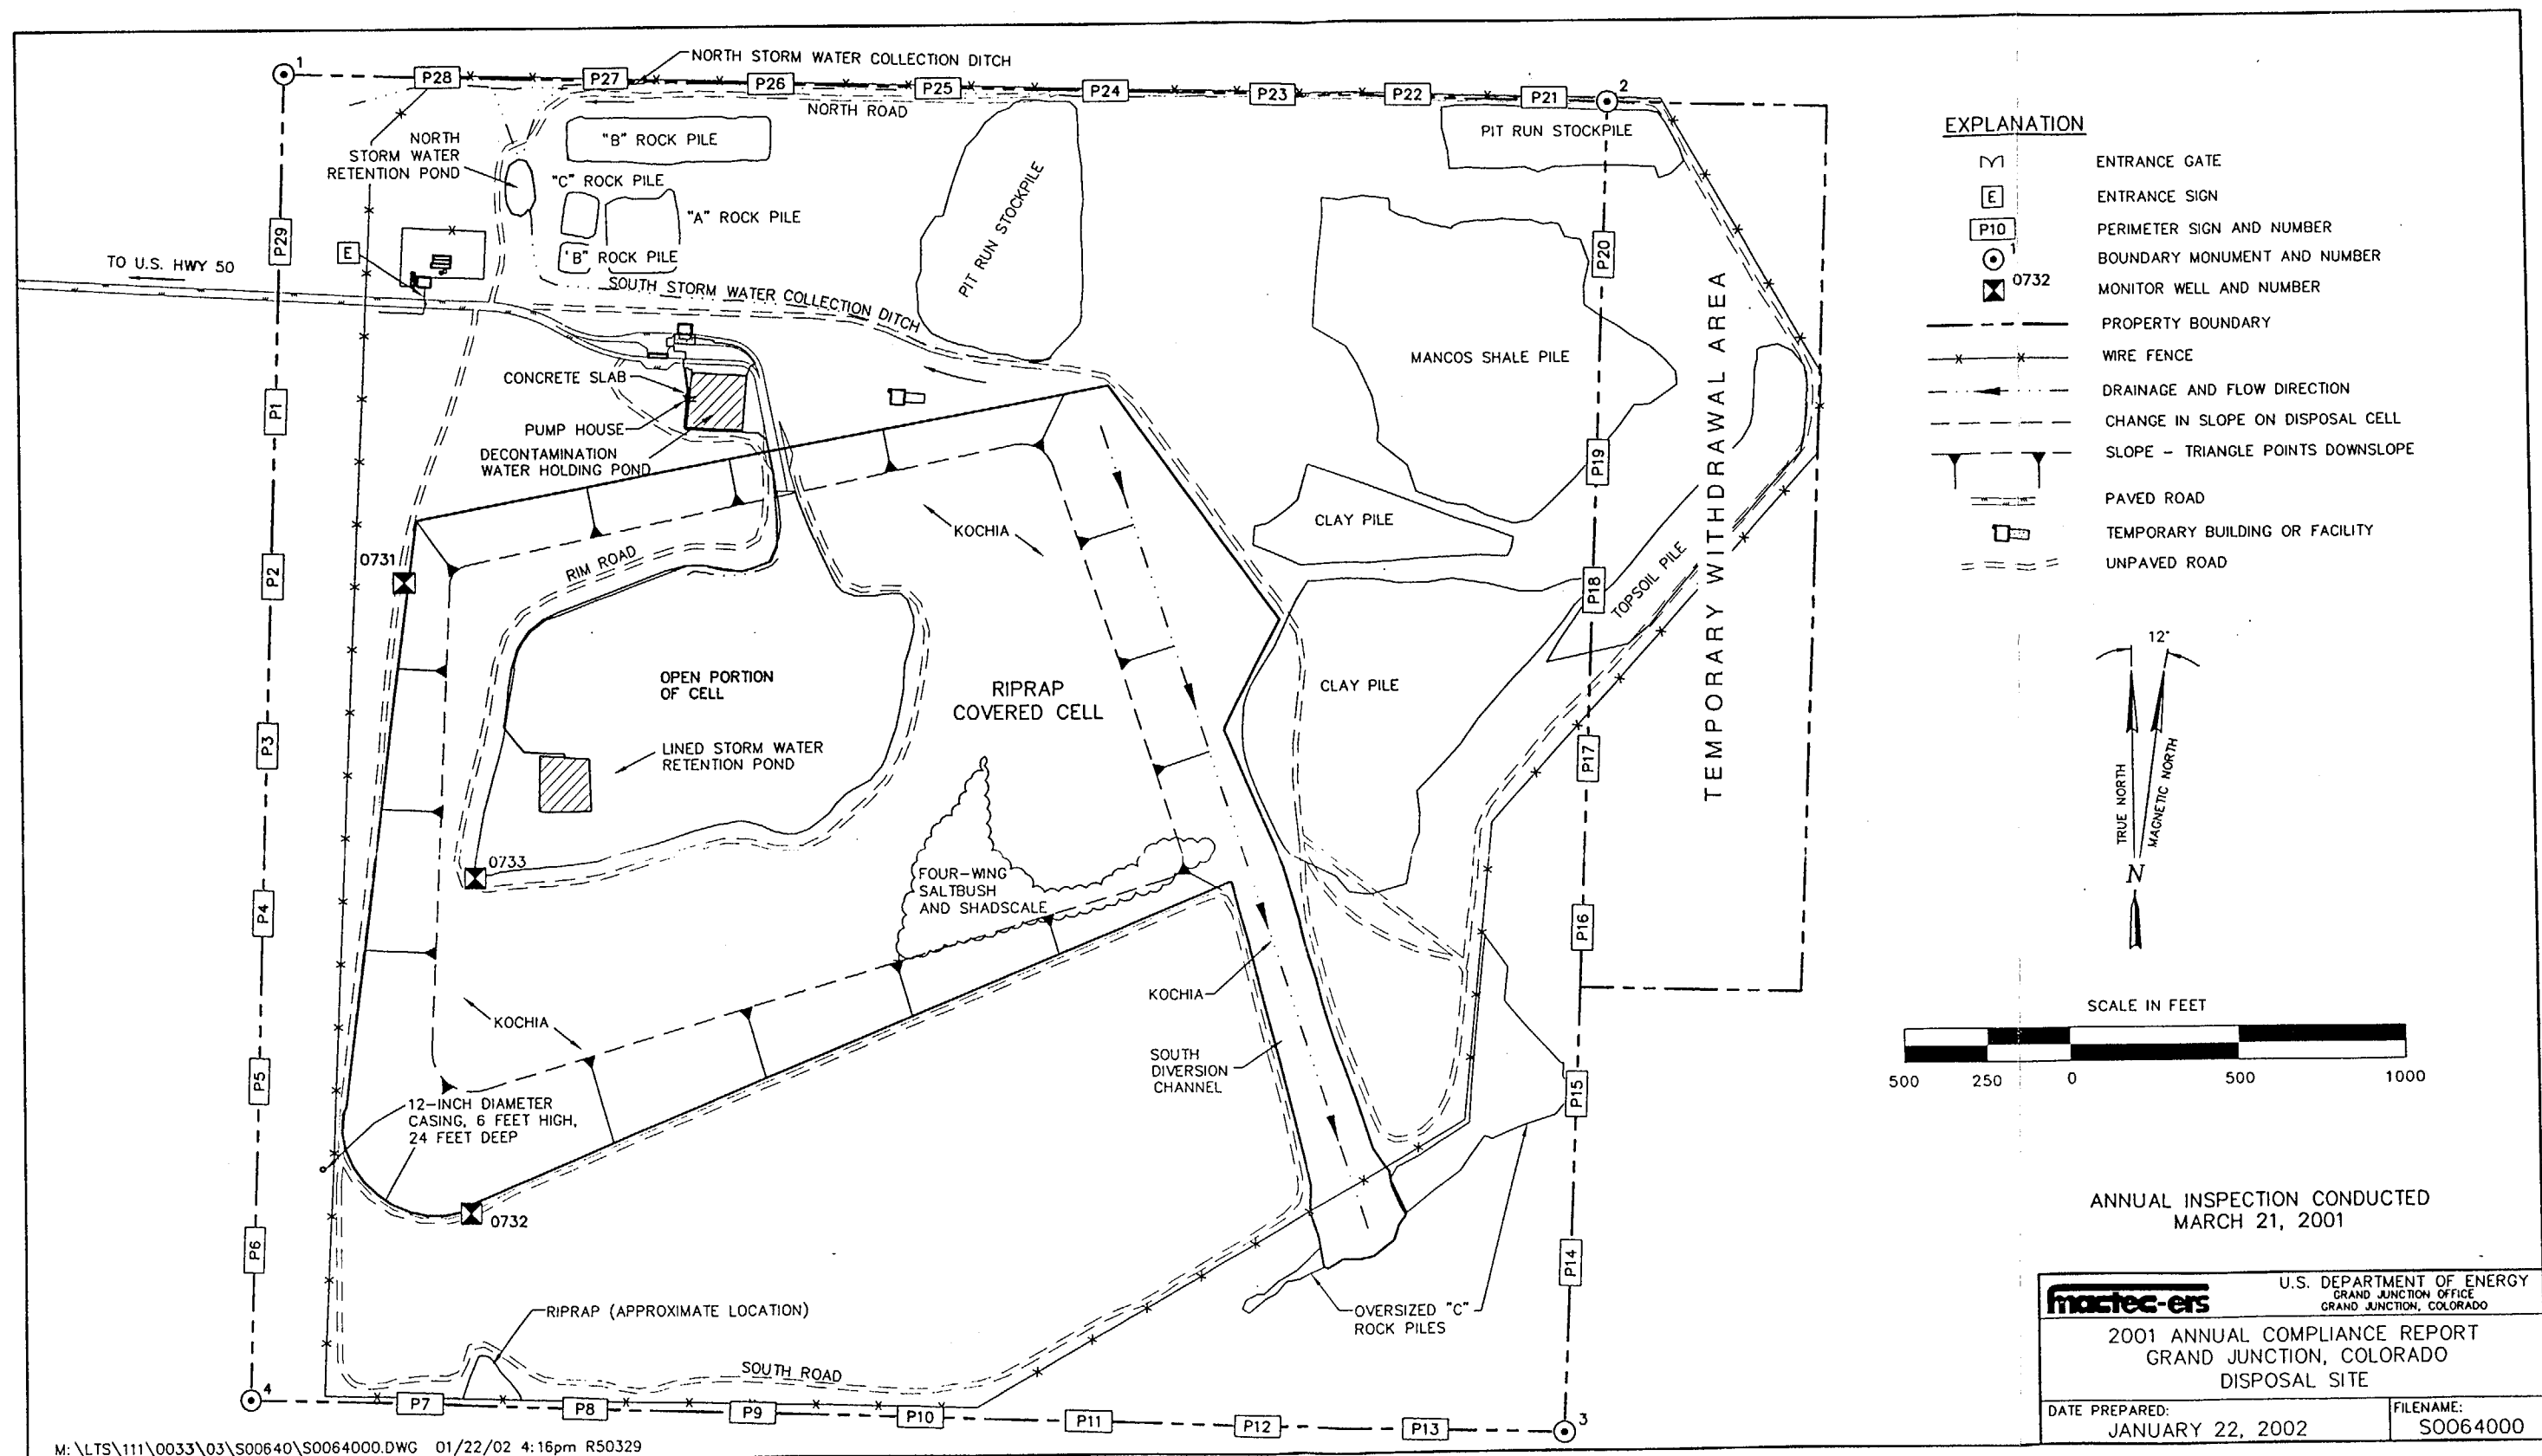 NORTH STORM WATER COLLECTION DITCH
1
P28
P27
P26
P25
P24
P23
P22
P21
2
NORTH ROAD
NORTH
STORM WATER
RETENTION POND
"B" ROCK PILE
"C" ROCK PILE
"A" ROCK PILE
"B" ROCK PILE
PIT RUN STOCKPILE
PIT RUN STOCKPILE
P29
E
TO U.S. HWY 50
SOUTH STORM WATER COLLECTION DITCH
P20
MANCOS SHALE PILE
TEMPORARY WITHDRAWAL AREA
P1
CONCRETE SLAB
PUMP HOUSE
DECONTAMINATION
WATER HOLDING POND
P19
KOCHIA
CLAY PILE
P2
0731
RIM ROAD
P18
TOPSOIL PILE
OPEN PORTION
OF CELL
RIPRAP
COVERED CELL
CLAY PILE
P3
LINED STORM WATER
RETENTION POND
P17
0733
FOUR-WING
SALTBUSH
AND SHADSCALE
P4
P16
KOCHIA
KOCHIA
P5
SOUTH
DIVERSION
CHANNEL
P15
12-INCH DIAMETER
CASING, 6 FEET HIGH,
24 FEET DEEP
0732
P6
P14
RIPRAP (APPROXIMATE LOCATION)
OVERSIZED "C"
ROCK PILES
SOUTH ROAD
4
P7
P8
P9
P10
P11
P12
P13
3
M:\LTS\111\0033\03\S00640\S0064000.DWG 01/22/02 4:16pm R50329
EXPLANATION
ENTRANCE GATE
E ENTRANCE SIGN
P10 PERIMETER SIGN AND NUMBER
1 BOUNDARY MONUMENT AND NUMBER
0732 MONITOR WELL AND NUMBER
PROPERTY BOUNDARY
WIRE FENCE
DRAINAGE AND FLOW DIRECTION
CHANGE IN SLOPE ON DISPOSAL CELL
SLOPE - TRIANGLE POINTS DOWNSLOPE
PAVED ROAD
TEMPORARY BUILDING OR FACILITY
UNPAVED ROAD
12°
TRUE NORTH
MAGNETIC NORTH
N
SCALE IN FEET
500 250 0 500 1000
ANNUAL INSPECTION CONDUCTED
MARCH 21, 2001
mactec-ers
U.S. DEPARTMENT OF ENERGY
GRAND JUNCTION OFFICE
GRAND JUNCTION, COLORADO
2001 ANNUAL COMPLIANCE REPORT
GRAND JUNCTION, COLORADO
DISPOSAL SITE
DATE PREPARED:
JANUARY 22, 2002
FILENAME:
S0064000